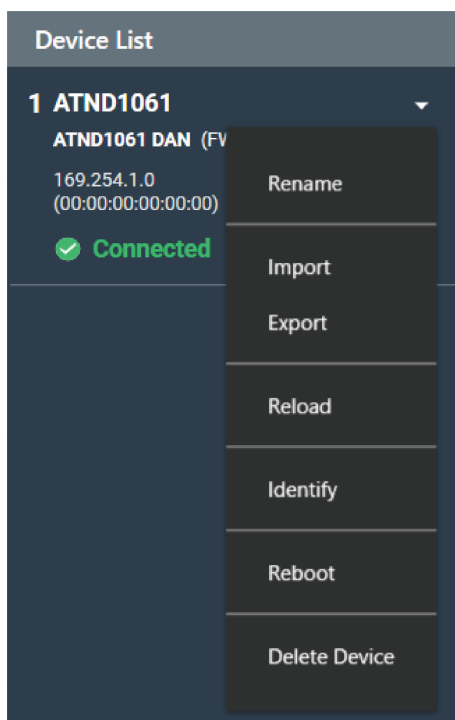 Device List
1 ATND1061
ATND1061 DAN (FW
169.254.1.0
(00:00:00:00:00:00)
Connected
Rename
Import
Export
Reload
Identify
Reboot
Delete Device